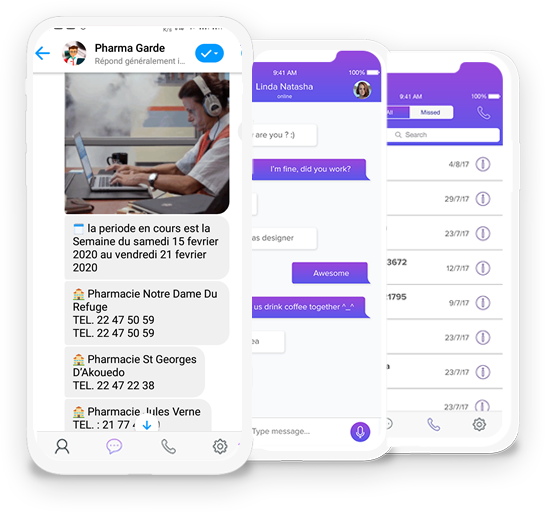 Pharma Garde
Répond généralement i...
la periode en cours est la
Semaine du samedi 15 fevrier
2020 au vendredi 21 fevrier
2020
Pharmacie Notre Dame Du
Refuge
TEL. 22 47 50 59
TEL. 22 47 50 59
Pharmacie St Georges
D'Akouedo
TEL. 22 47 22 38
Pharmacie Jules Verne
TEL. : 21 77 4
9:41 AM
100%
Linda Natasha
online
are you ? :)
I'm fine, did you work?
as designer
Awesome
us drink coffee together ^_^
Type message...
9:41 AM
100%
All
Missed
Search
4/8/17
29/7/17
23/7/17
3672
12/7/17
1795
9/7/17
23/7/17
23/7/17
23/7/17